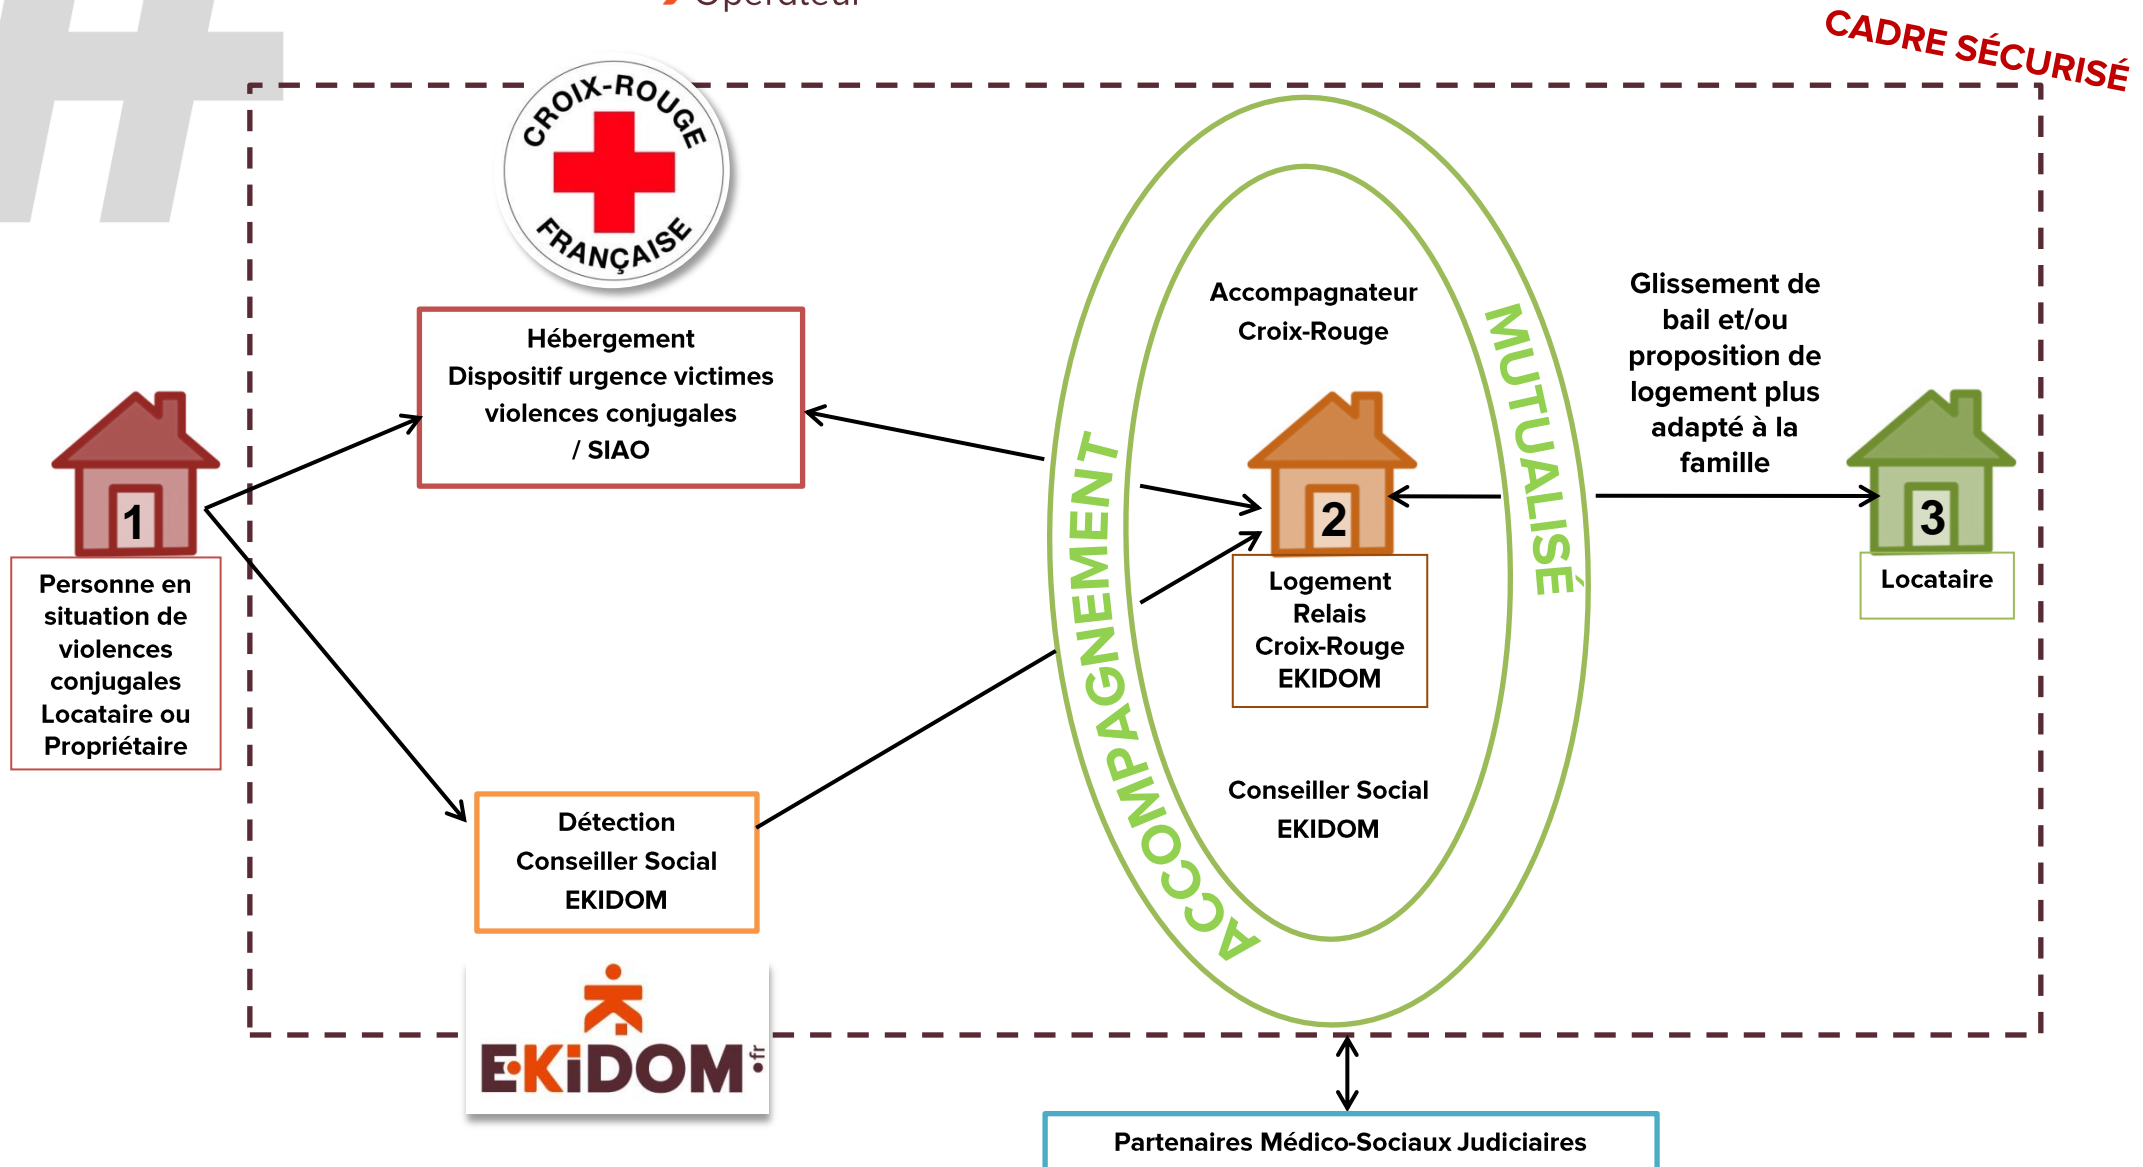 Opérateur
CADRE SÉCURISÉ
CROIX-ROUGE
FRANÇAISE
Hébergement
Dispositif urgence victimes
violences conjugales
/ SIAO
1
Personne en
situation de
violences
conjugales
Locataire ou
Propriétaire
Détection
Conseiller Social
EKIDOM
EKiDOM.fr
ACCOMPAGNEMENT
MUTUALISÉ
Accompagnateur
Croix-Rouge
2
Logement
Relais
Croix-Rouge
EKIDOM
Conseiller Social
EKIDOM
Glissement de
bail et/ou
proposition de
logement plus
adapté à la
famille
3
Locataire
Partenaires Médico-Sociaux Judiciaires